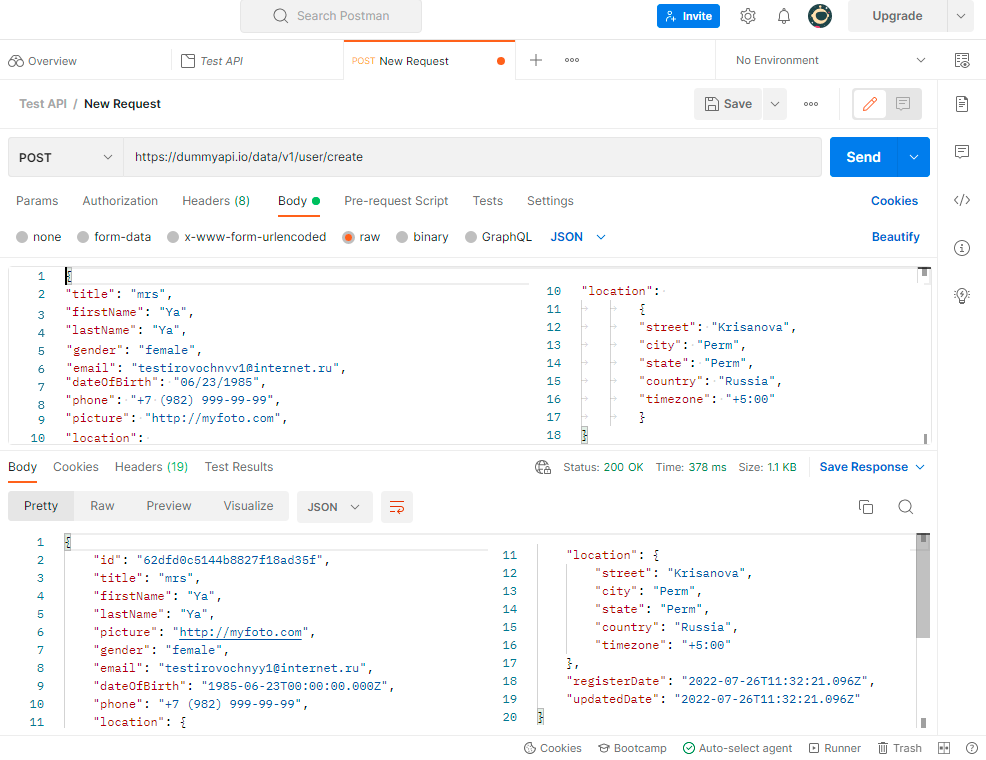 Search Postman
Invite
Upgrade
Overview
Test API
POST New Request
No Environment
Test API / New Request
Save
POST
https://dummyapi.io/data/v1/user/create
Send
Params Authorization Headers (8) Body Pre-request Script Tests Settings Cookies
none form-data x-www-form-urlencoded raw binary GraphQL JSON Beautify
1 {
2 "title": "mrs",
3 "firstName": "Ya",
4 "lastName": "Ya",
5 "gender": "female",
6 "email": "testirovochnvv1@internet.ru",
7 "dateOfBirth": "06/23/1985",
8 "phone": "+7 (982) 999-99-99",
9 "picture": "http://myfoto.com",
10 "location":
10 "location":
11 {
12 "street": "Krisanova",
13 "city": "Perm",
14 "state": "Perm",
15 "country": "Russia",
16 "timezone": "+5:00"
17 }
18 }
Body Cookies Headers (19) Test Results
Status: 200 OK Time: 378 ms Size: 1.1 KB Save Response
Pretty Raw Preview Visualize JSON
1 {
2 "id": "62dfd0c5144b8827f18ad35f",
3 "title": "mrs",
4 "firstName": "Ya",
5 "lastName": "Ya",
6 "picture": "http://myfoto.com",
7 "gender": "female",
8 "email": "testirovochnyy1@internet.ru",
9 "dateOfBirth": "1985-06-23T00:00:00.000Z",
10 "phone": "+7 (982) 999-99-99",
11 "location": {
11 "location": {
12 "street": "Krisanova",
13 "city": "Perm",
14 "state": "Perm",
15 "country": "Russia",
16 "timezone": "+5:00"
17 },
18 "registerDate": "2022-07-26T11:32:21.096Z",
19 "updatedDate": "2022-07-26T11:32:21.096Z"
20 }
Cookies Bootcamp Auto-select agent Runner Trash